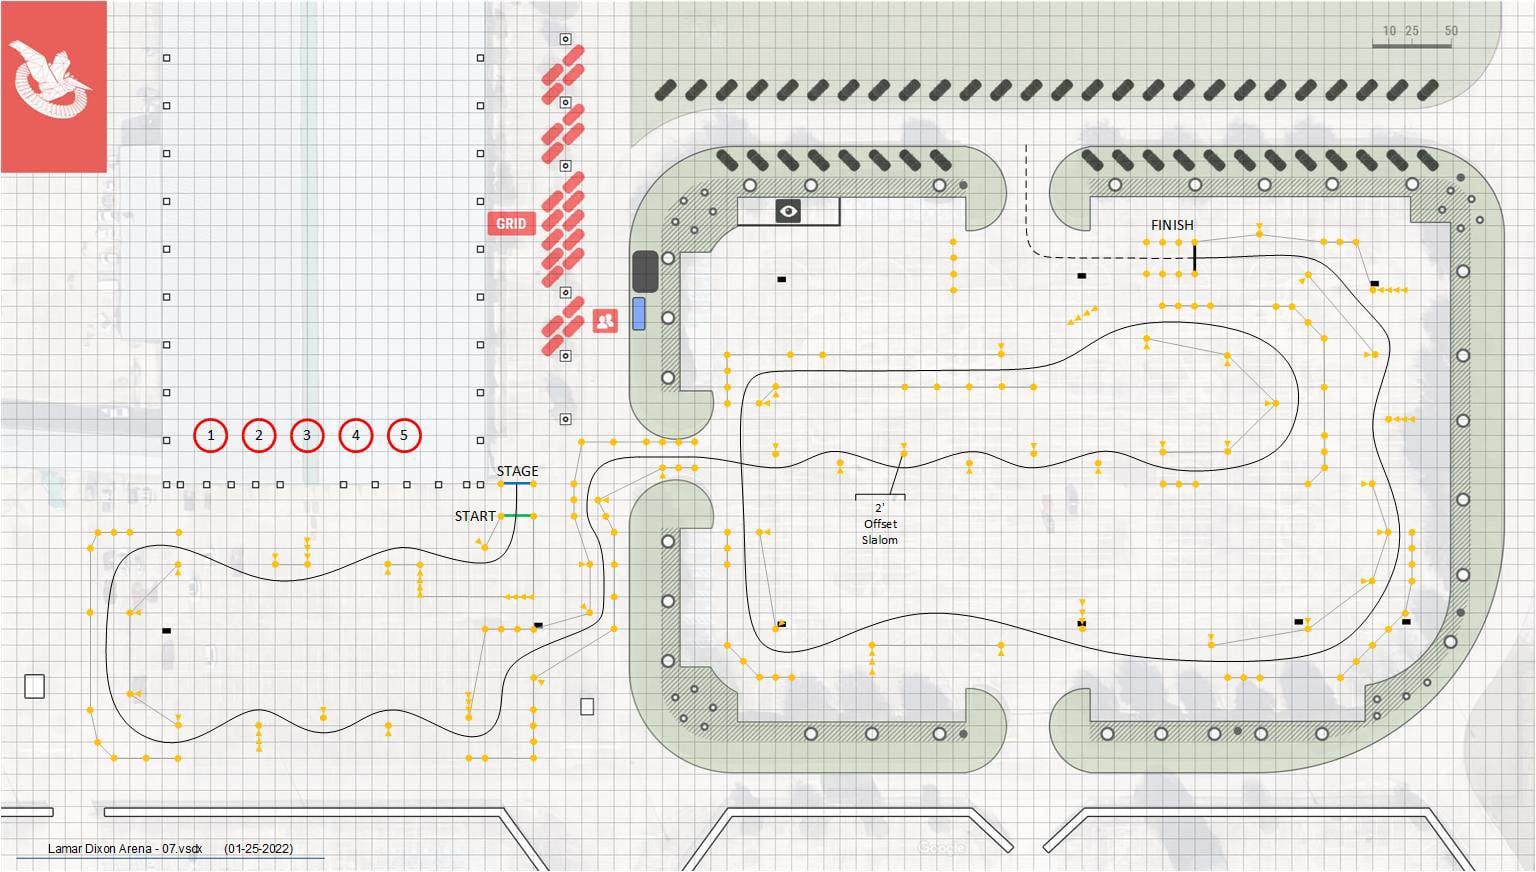 10 25 50
GRID
FINISH
1 2 3 4 5
STAGE
START
2'
Offset
Slalom
Google
Lamar Dixon Arena - 07.vsdx (01-25-2022)